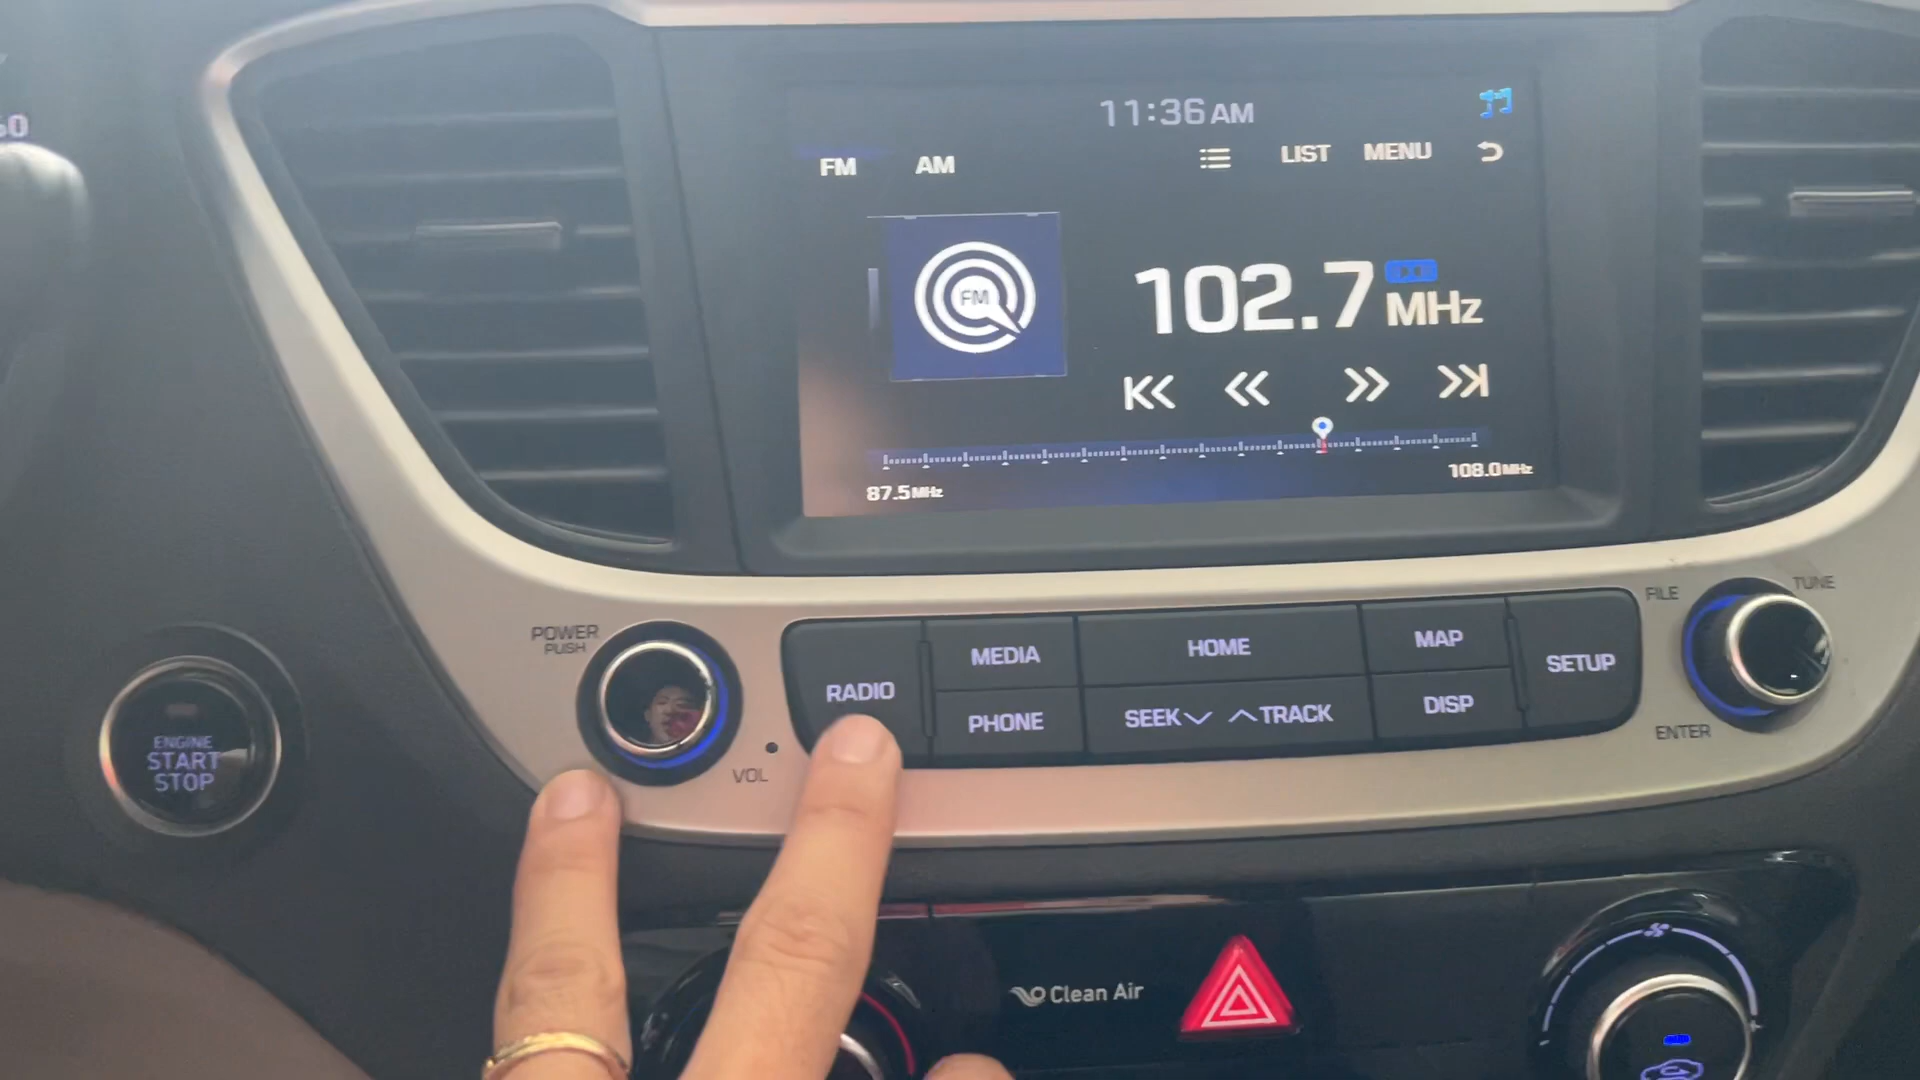 60
11:36 AM
FM AM LIST MENU
FM
102.7 MHz
87.5MHz 108.0MHz
POWER
PUSH
VOL
RADIO
MEDIA
PHONE
HOME
SEEK TRACK
MAP
DISP
SETUP
FILE
TUNE
ENTER
ENGINE
START
STOP
Clean Air